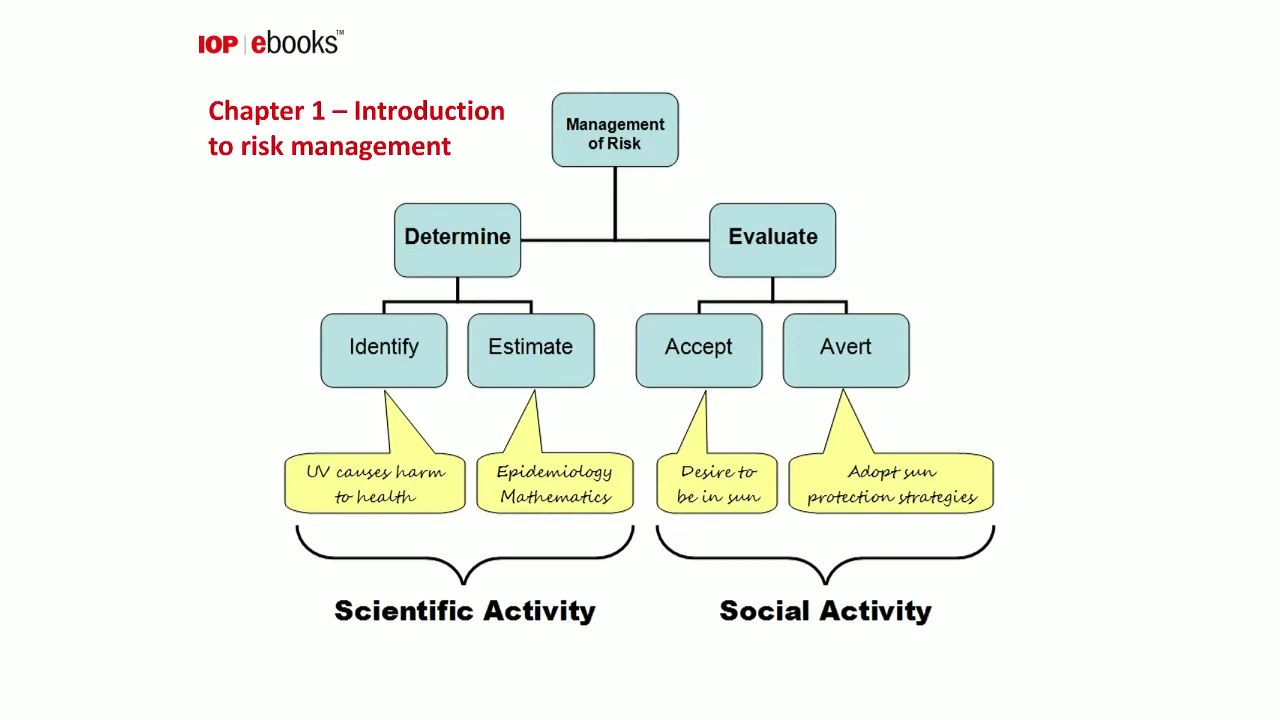 IOP | ebooks™
Chapter 1 – Introduction
to risk management
Management
of Risk
Determine
Evaluate
Identify
Estimate
Accept
Avert
UV causes harm
to health
Epidemiology
Mathematics
Desire to
be in sun
Adopt sun
protection strategies
Scientific Activity
Social Activity